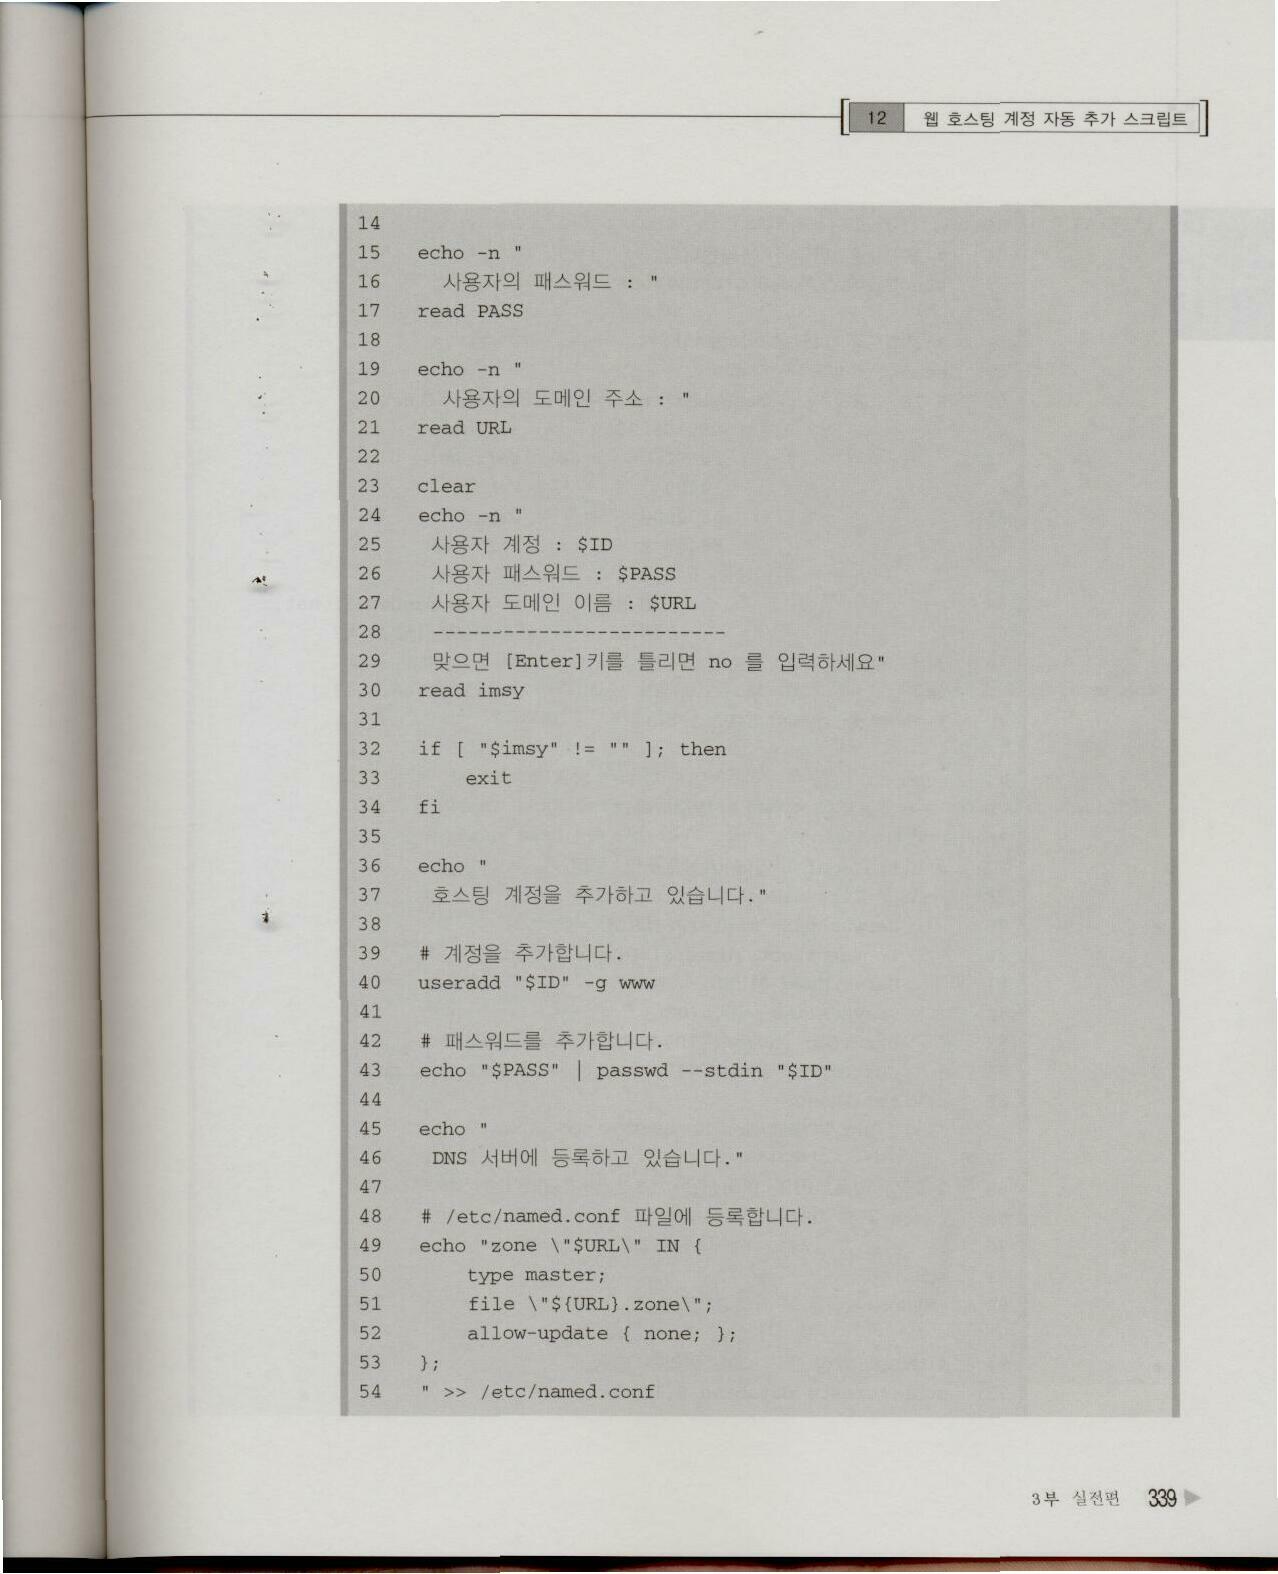 12 웹 호스팅 계정 자동 추가 스크립트
14
15 echo -n "
16 사용자의 패스워드 : "
17 read PASS
18
19 echo -n "
20 사용자의 도메인 주소 : "
21 read URL
22
23 clear
24 echo -n "
25 사용자 계정 : $ID
26 사용자 패스워드 : $PASS
27 사용자 도메인 이름 : $URL
28 -------------------------
29 맞으면 [Enter]키를 틀리면 no 를 입력하세요"
30 read imsy
31
32 if [ "$imsy" != "" ]; then
33 exit
34 fi
35
36 echo "
37 호스팅 계정을 추가하고 있습니다."
38
39 # 계정을 추가합니다.
40 useradd "$ID" -g www
41
42 # 패스워드를 추가합니다.
43 echo "$PASS" | passwd --stdin "$ID"
44
45 echo "
46 DNS 서버에 등록하고 있습니다."
47
48 # /etc/named.conf 파일에 등록합니다.
49 echo "zone \"$URL\" IN {
50 type master;
51 file \"${URL}.zone\";
52 allow-update { none; };
53 };
54 " >> /etc/named.conf
3부 실전편 339